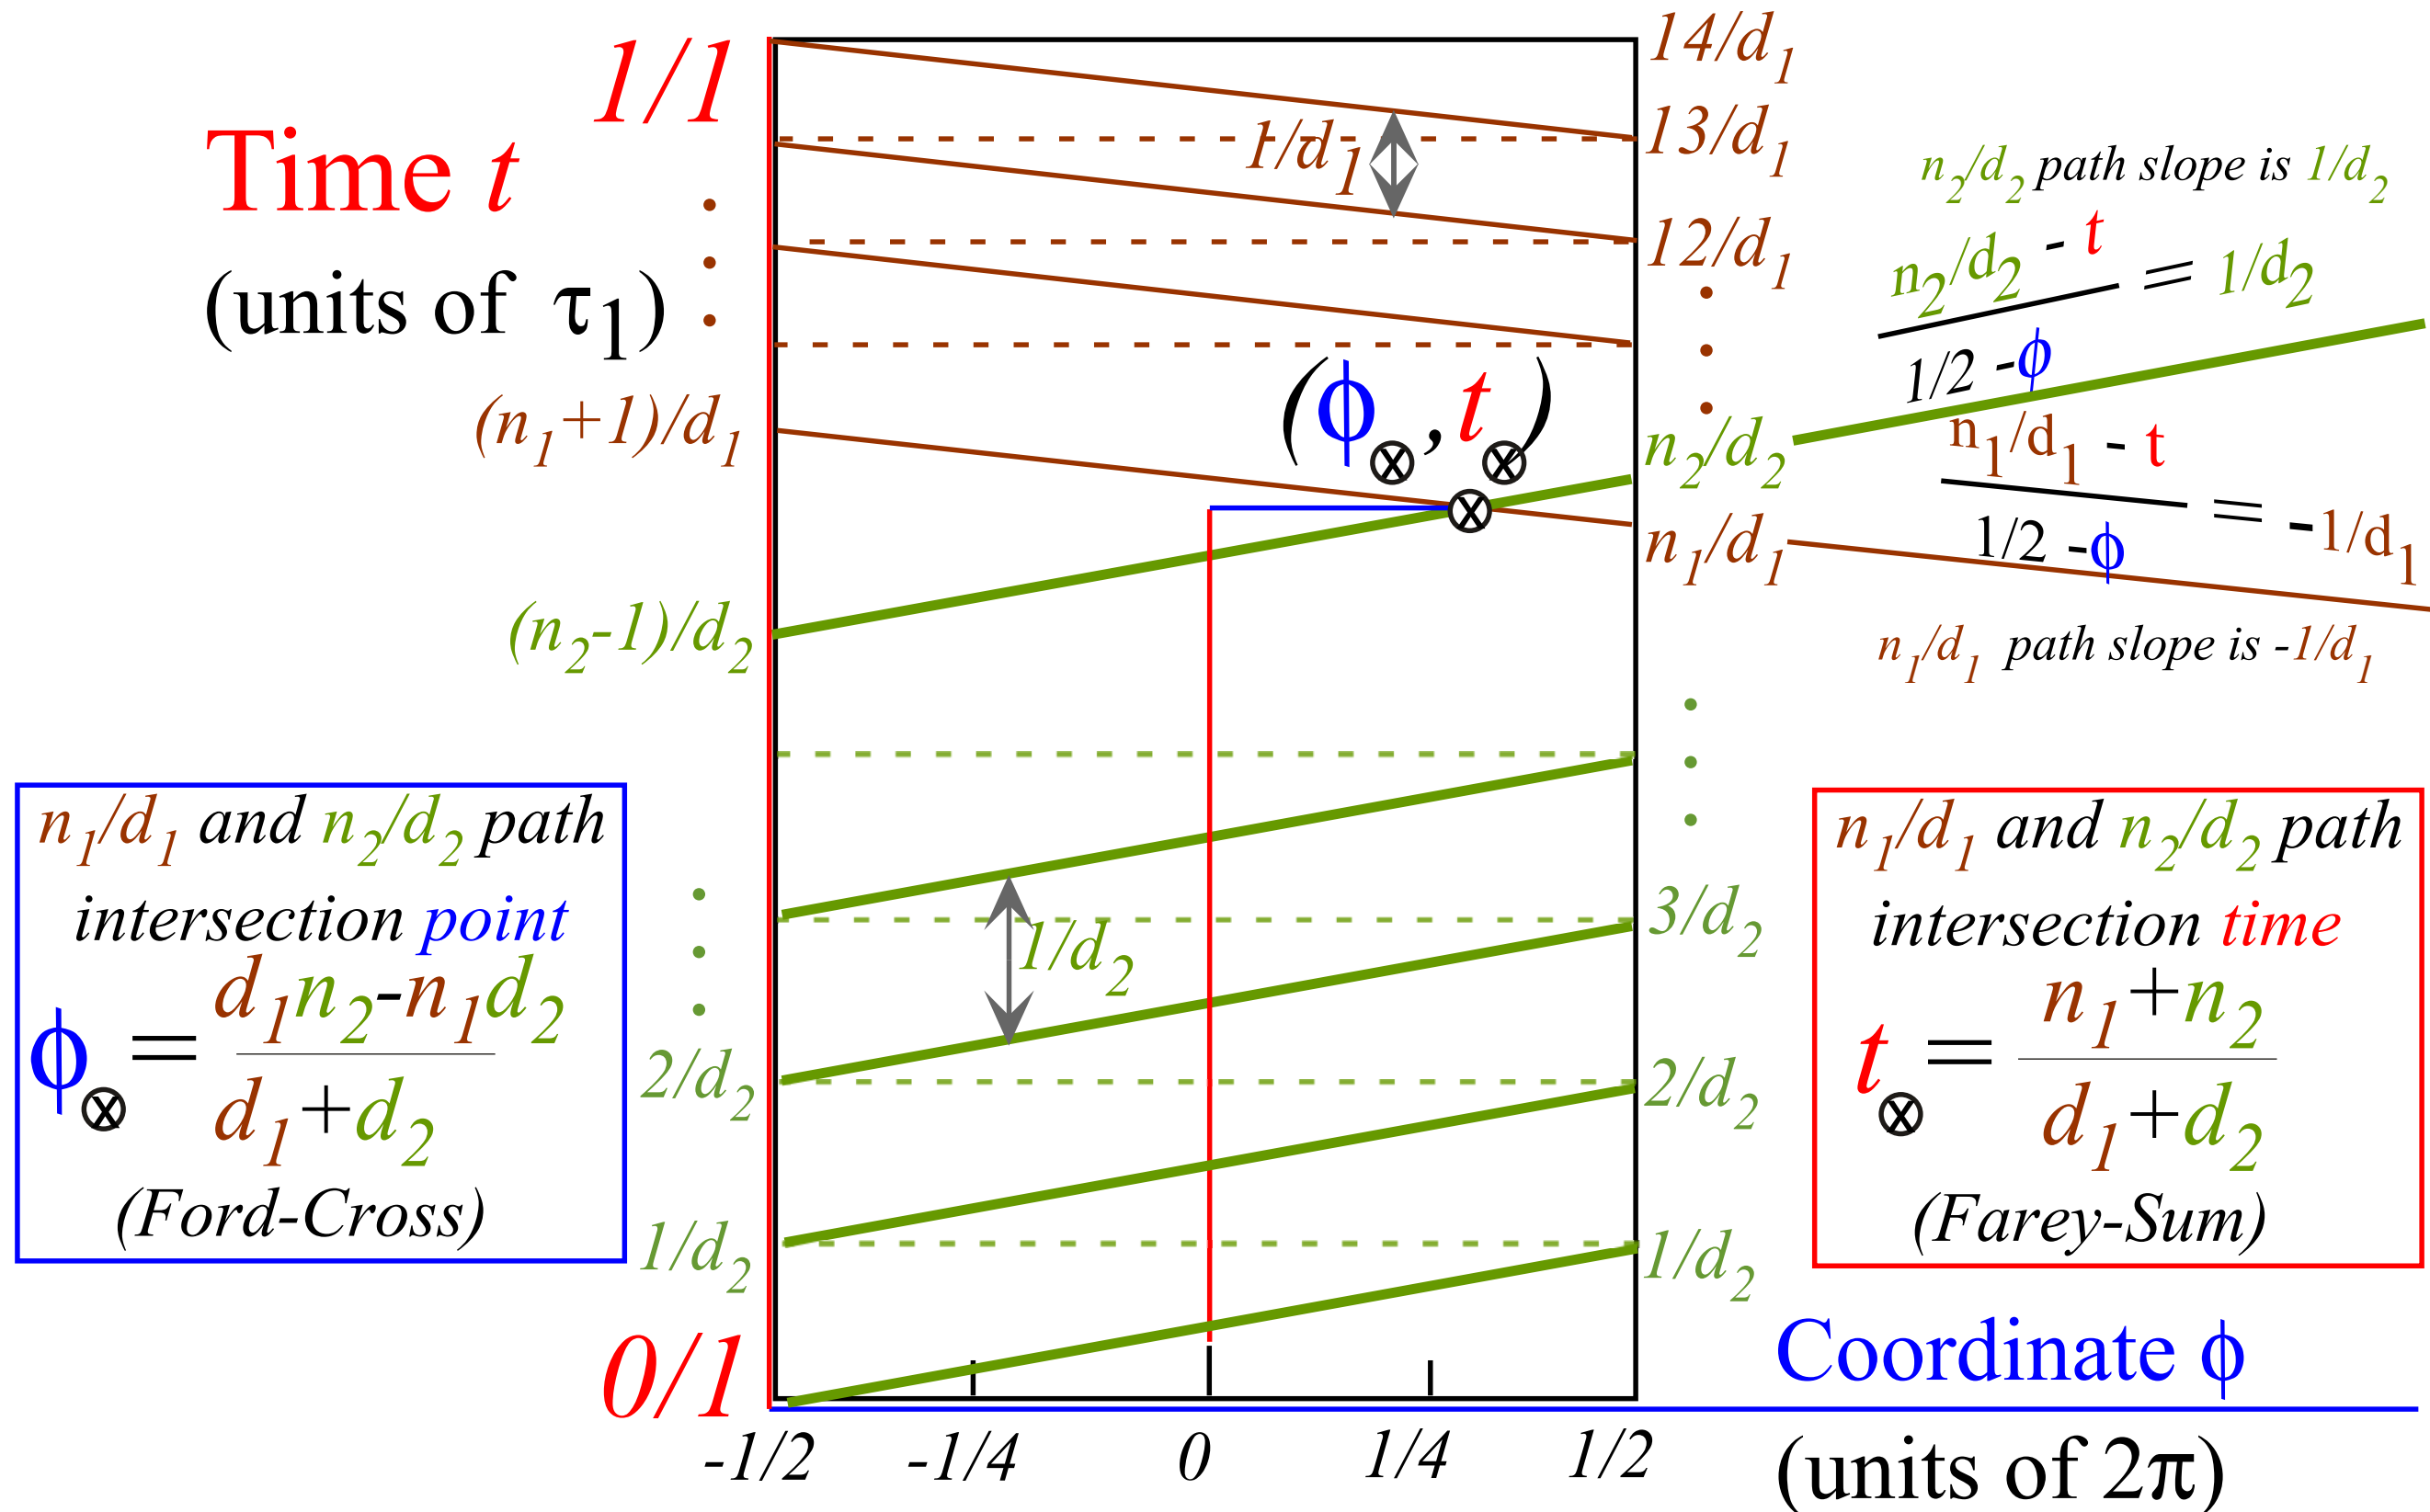 1/1
Time t
(units of τ1)
(n1+1)/d1
(n2-1)/d2
2/d2
1/d2
0/1
14/d1
13/d1
12/d1
1/d1
(ϕ⊗, t⊗)
n2/d2
n1/d1
1/d2
3/d2
2/d2
1/d2
n2/d2 path slope is 1/d2
n2/d2 - t
1/2 -ϕ
= 1/d2
n1/d1 - t
1/2 -ϕ
= -1/d1
n1/d1 path slope is -1/d1
n1/d1 and n2/d2 path
intersection point
ϕ⊗ =
d1n2-n1d2
d1+d2
(Ford-Cross)
n1/d1 and n2/d2 path
intersection time
t⊗ =
n1+n2
d1+d2
(Farey-Sum)
Coordinate ϕ
(units of 2π)
-1/2 -1/4 0 1/4 1/2